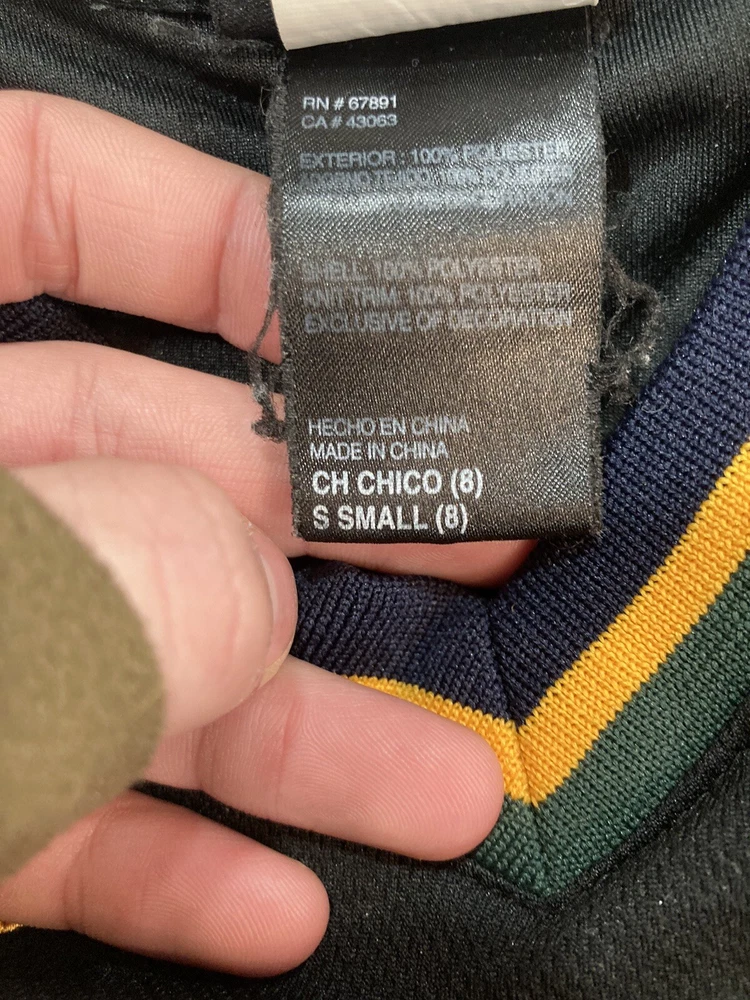 RN # 67891
CA # 43063
EXTERIOR : 100% POLIESTER
SHELL 100% POLYESTER
KNIT TRIM: 100% POLYESTER
EXCLUSIVE OF DECORATION
HECHO EN CHINA
MADE IN CHINA
CH CHICO (8)
S SMALL (8)